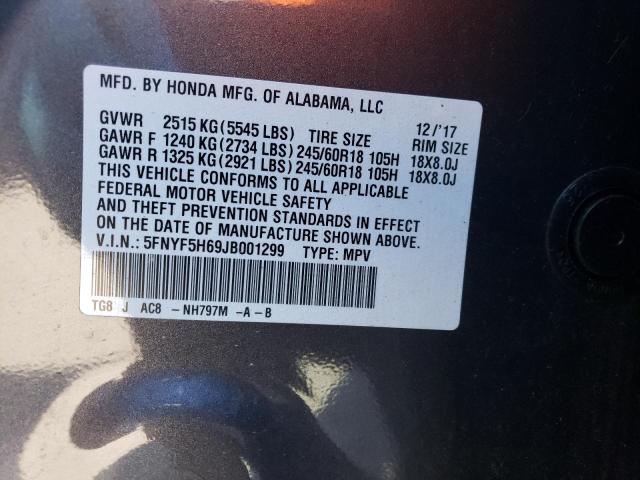 MFD. BY HONDA MFG. OF ALABAMA, LLC
GVWR 2515 KG (5545 LBS) TIRE SIZE 12/'17 RIM SIZE
GAWR F 1240 KG (2734 LBS) 245/60R18 105H 18X8.0J
GAWR R 1325 KG (2921 LBS) 245/60R18 105H 18X8.0J
THIS VEHICLE CONFORMS TO ALL APPLICABLE
FEDERAL MOTOR VEHICLE SAFETY
AND THEFT PREVENTION STANDARDS IN EFFECT
ON THE DATE OF MANUFACTURE SHOWN ABOVE.
V.I.N.: 5FNYF5H69JB001299 TYPE: MPV
TG8 J AC8 - NH797M -A - B